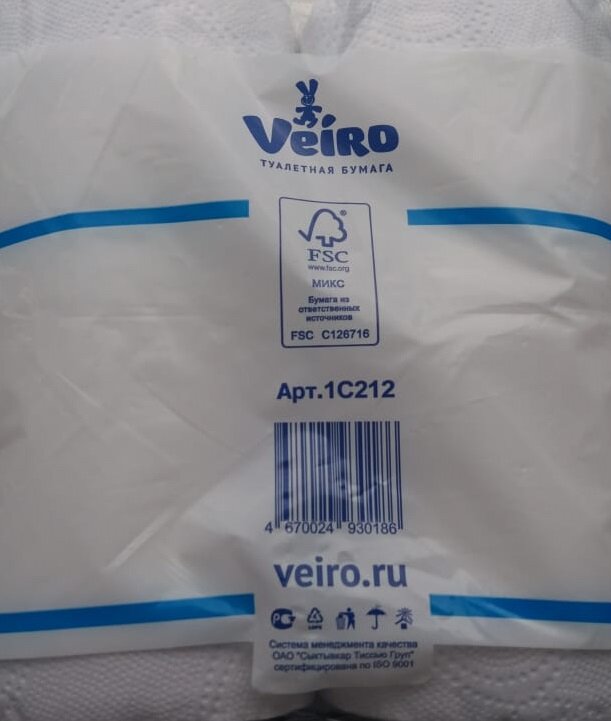 Veiro
ТУАЛЕТНАЯ БУМАГА
FSC
www.fsc.org
МИКС
Бумага из
ответственных
источников
FSC C126716
Арт.1С212
4 670024 930186
veiro.ru
Система менеджмента качества
ОАО "Сыктывкар Тиссью Груп"
сертифицирована по ISO 9001